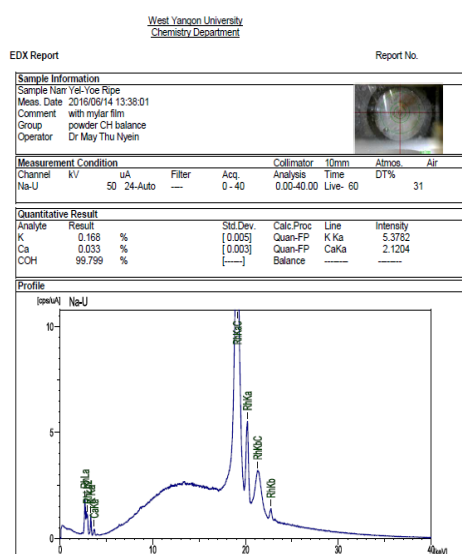 West Yangon University
Chemistry Department
EDX Report Report No.
Sample Information
Sample Nam Yel-Yoe Ripe
Meas. Date 2016/06/14 13:38:01
Comment with mylar film
Group powder CH balance
Operator Dr May Thu Nyein
Measurement Condition Collimator 10mm Atmos. Air
Channel kV uA Filter Acq. Analysis Time DT%
Na-U 50 24-Auto ---- 0 - 40 0.00-40.00 Live- 60 31
Quantitative Result
Analyte Result Std.Dev. Calc.Proc Line Intensity
K 0.168 % [ 0.005] Quan-FP K Ka 5.3782
Ca 0.033 % [ 0.003] Quan-FP CaKa 2.1204
COH 99.799 % [------] Balance -------- --------
Profile
[cps/uA] Na-U
10
5
0
RhLa
CaKa
RhKaC
RhKa
RhKbC
RhKb
0 10 20 30 40 [keV]